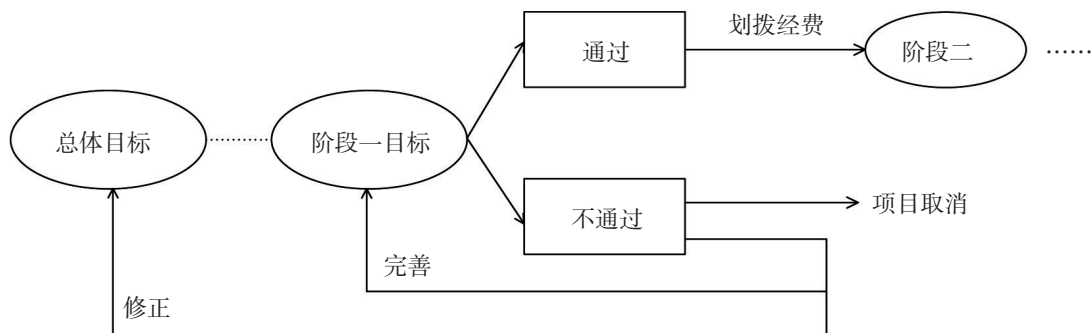 划拨经费
通过
阶段二
……
总体目标
………
阶段一目标
不通过
项目取消
完善
修正